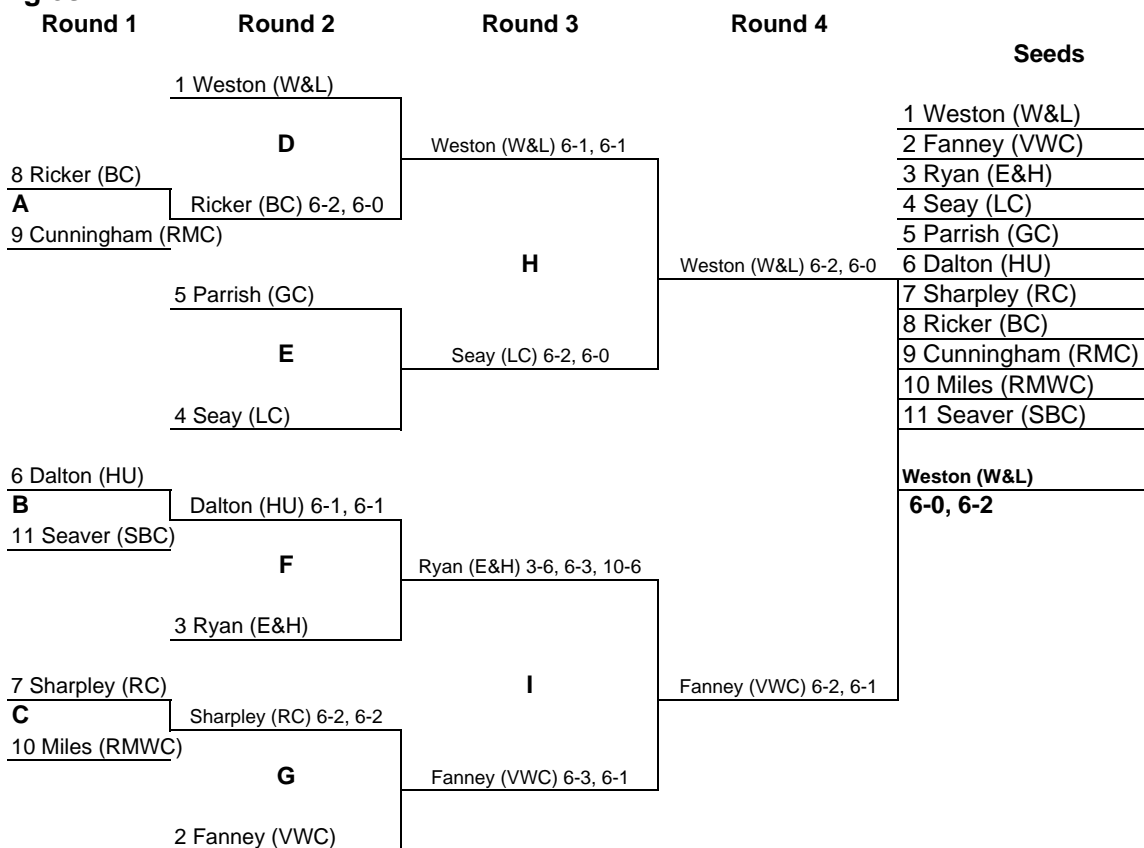 Round 1 Round 2 Round 3 Round 4
Seeds
1 Weston (W&L)
1 Weston (W&L)
2 Fanney (VWC)
D
Weston (W&L) 6-1, 6-1
8 Ricker (BC)
3 Ryan (E&H)
A
Ricker (BC) 6-2, 6-0
4 Seay (LC)
9 Cunningham (RMC)
5 Parrish (GC)
H
Weston (W&L) 6-2, 6-0
6 Dalton (HU)
5 Parrish (GC)
7 Sharpley (RC)
8 Ricker (BC)
E
Seay (LC) 6-2, 6-0
9 Cunningham (RMC)
10 Miles (RMWC)
4 Seay (LC)
11 Seaver (SBC)
6 Dalton (HU)
Weston (W&L)
B
Dalton (HU) 6-1, 6-1
6-0, 6-2
11 Seaver (SBC)
F
Ryan (E&H) 3-6, 6-3, 10-6
3 Ryan (E&H)
7 Sharpley (RC)
I
Fanney (VWC) 6-2, 6-1
C
Sharpley (RC) 6-2, 6-2
10 Miles (RMWC)
G
Fanney (VWC) 6-3, 6-1
2 Fanney (VWC)